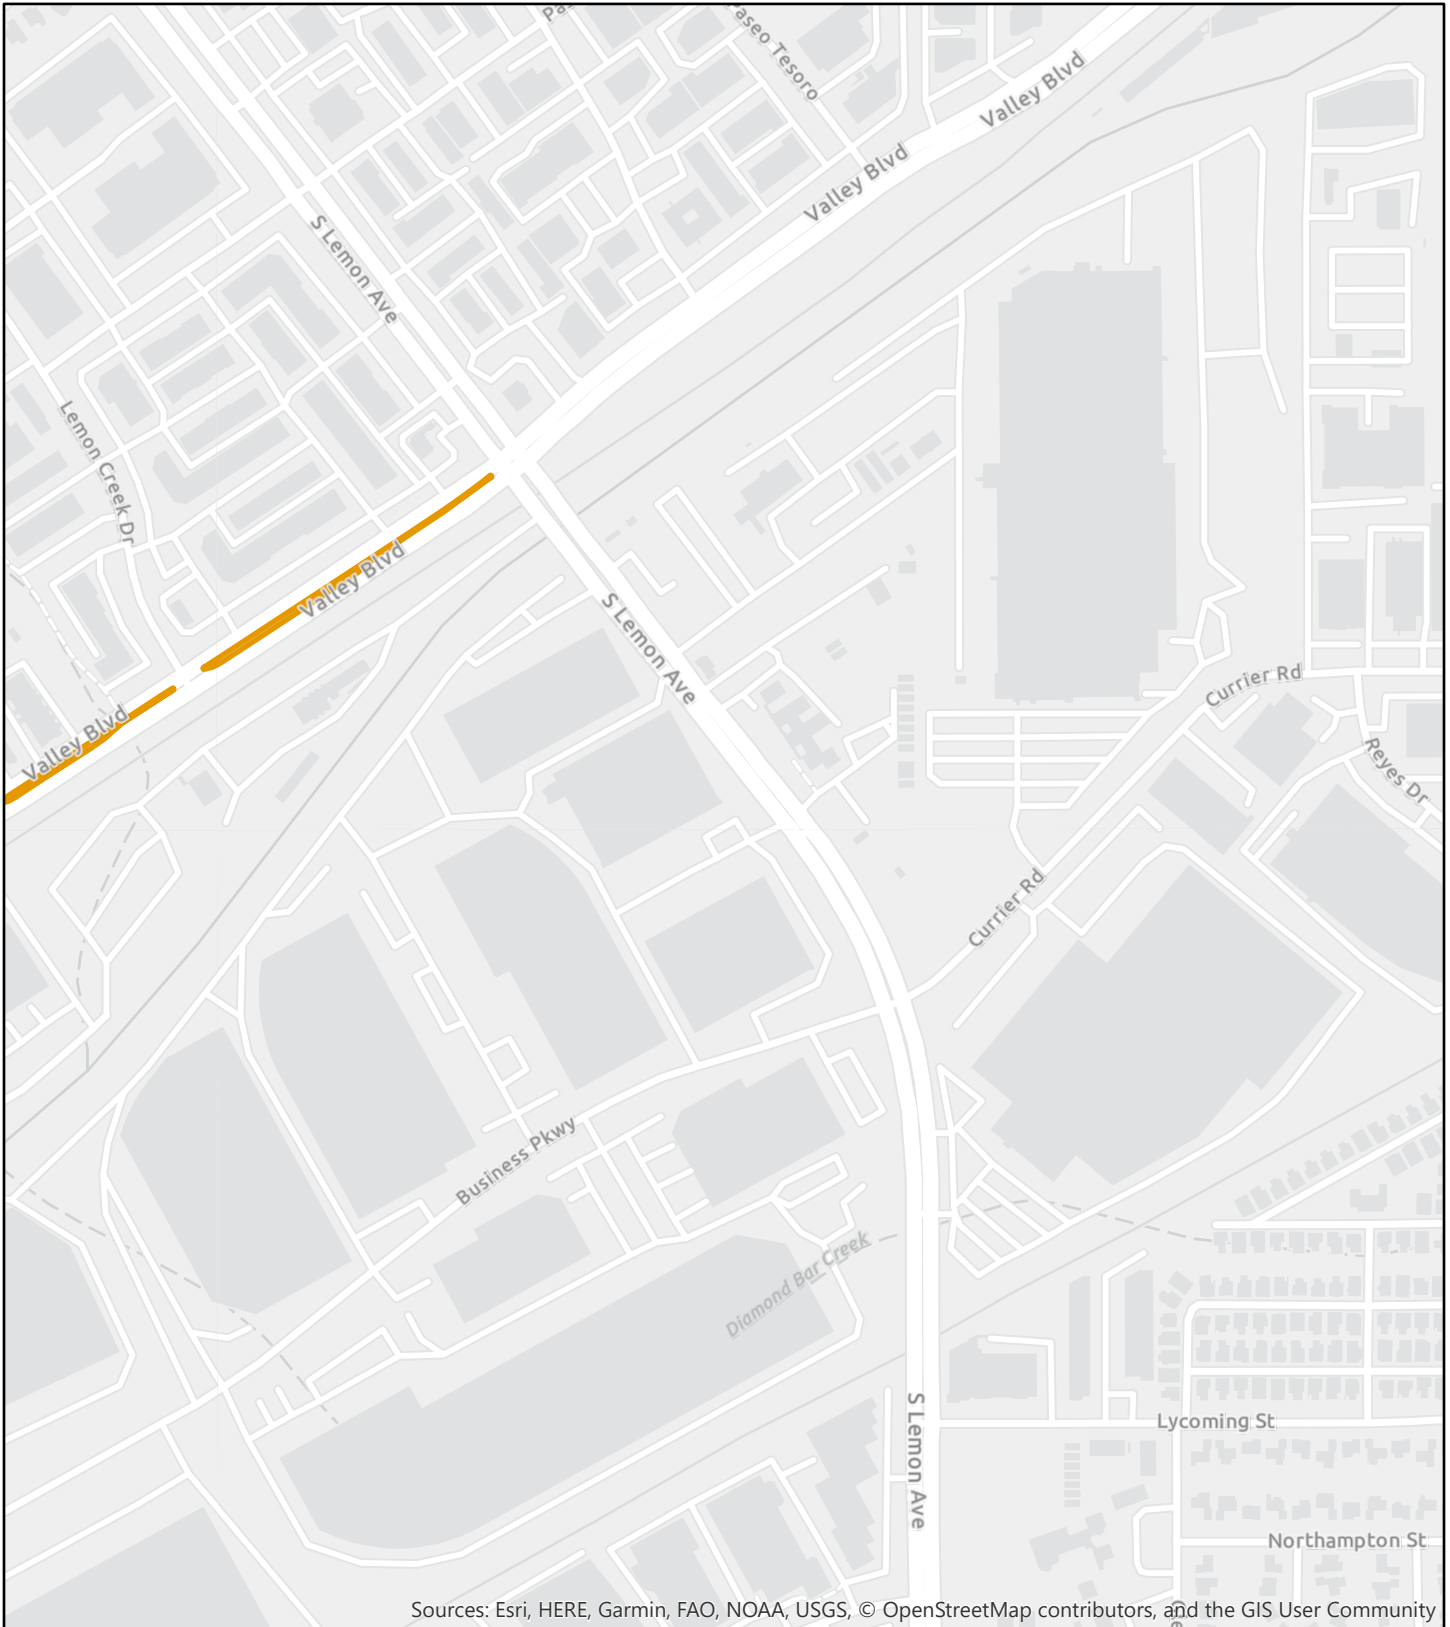 Paseo Tesoro
Valley Blvd
Valley Blvd
S Lemon Ave
Lemon Creek Dr
Valley Blvd
S Lemon Ave
Currier Rd
Valley Blvd
Reyes Dr
Currier Rd
Business Pkwy
Diamond Bar Creek
S Lemon Ave
Lycoming St
Northampton St
Sources: Esri, HERE, Garmin, FAO, NOAA, USGS, © OpenStreetMap contributors, and the GIS User Community